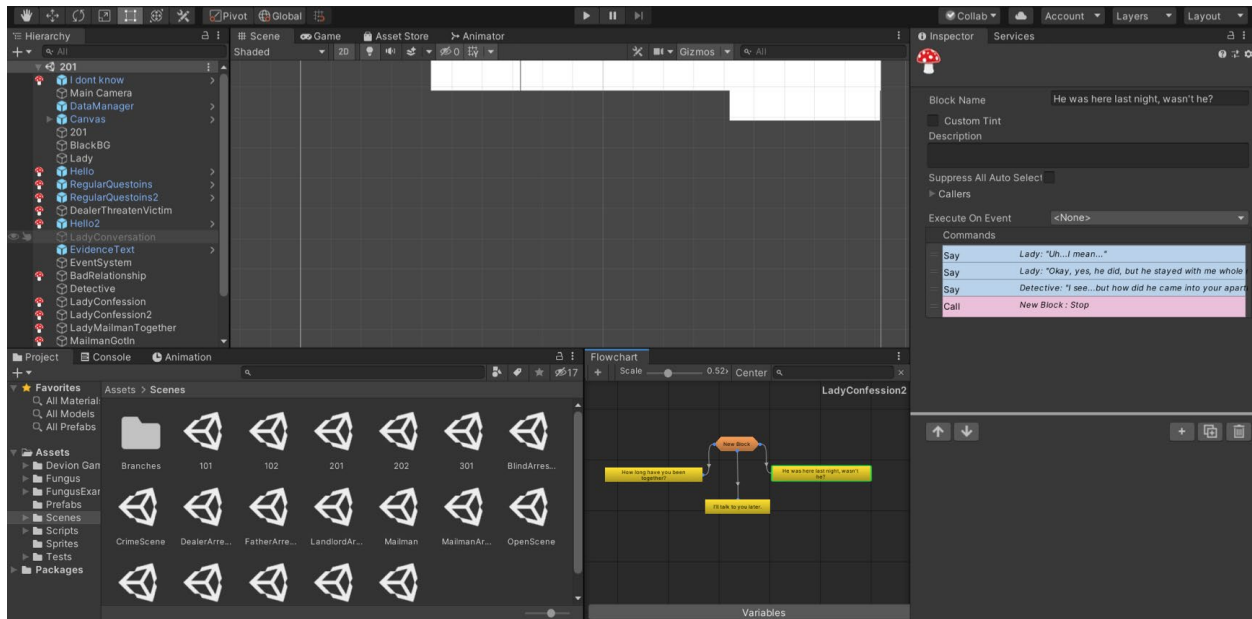 Pivot Global Collab Account Layers Layout
Hierarchy
All
201
I dont know
Main Camera
DataManager
Canvas
201
BlackBG
Lady
Hello
RegularQuestoins
RegularQuestoins2
DealerThreatenVictim
Hello2
LadyConversation
EvidenceText
EventSystem
BadRelationship
Detective
LadyConfession
LadyConfession2
LadyMailmanTogether
MailmanGotIn
Scene Game Asset Store Animator
Shaded 2D 0 Gizmos All
Inspector Services
Block Name He was here last night, wasn't he?
Custom Tint
Description
Suppress All Auto Select
Callers
Execute On Event <None>
Commands
Say Lady: "Uh...I mean..."
Say Lady: "Okay, yes, he did, but he stayed with me whole
Say Detective: "I see...but how did he came into your apart
Call New Block : Stop
Project Console Animation
17
Favorites
All Material
All Models
All Prefabs
Assets
Devion Gam
Fungus
FungusExar
Prefabs
Scenes
Scripts
Sprites
Tests
Packages
Assets > Scenes
Branches 101 102 201 202 301 BlindArres...
CrimeScene DealerArre... FatherArre... LandlordAr... Mailman MailmanAr... OpenScene
Flowchart
Scale 0.52 Center
LadyConfession2
New Block
How long have you been
together?
He was here last night, wasn't
he?
I'll talk to you later..
Variables